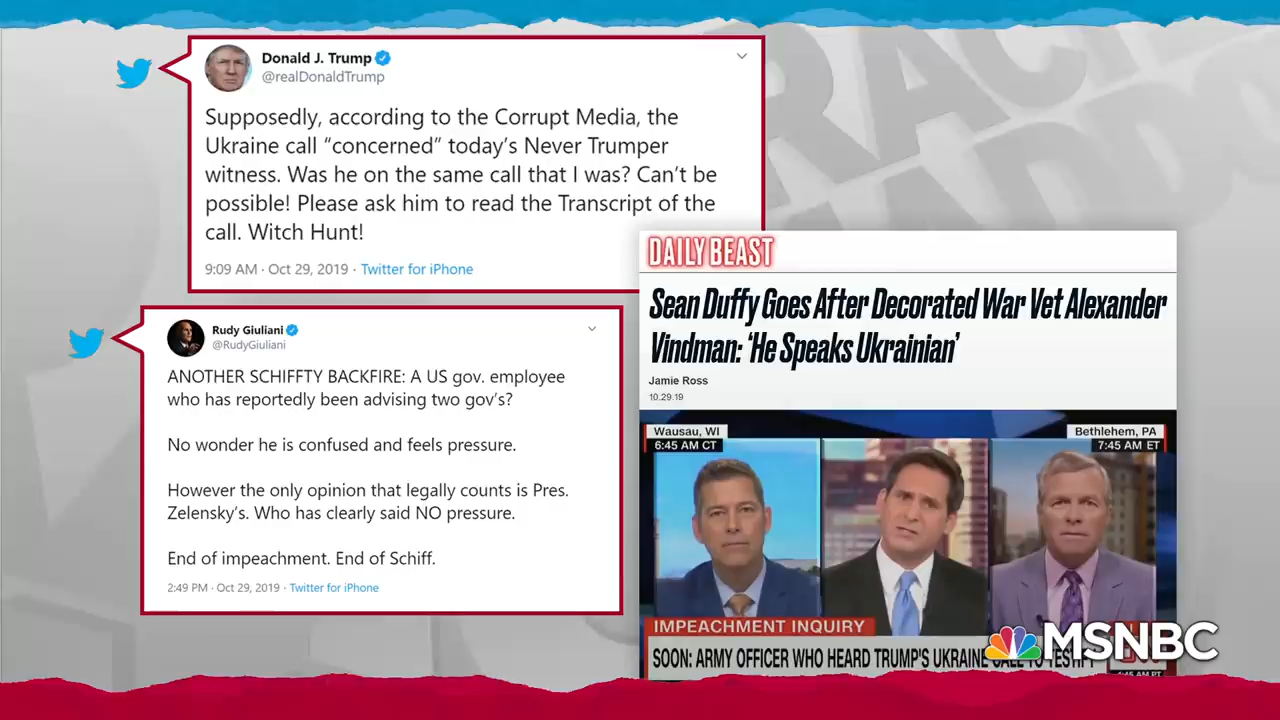 Donald J. Trump
@realDonaldTrump
Supposedly, according to the Corrupt Media, the
Ukraine call “concerned” today’s Never Trumper
witness. Was he on the same call that I was? Can’t be
possible! Please ask him to read the Transcript of the
call. Witch Hunt!
9:09 AM · Oct 29, 2019 · Twitter for iPhone
Rudy Giuliani
@RudyGiuliani
ANOTHER SCHIFFTY BACKFIRE: A US gov. employee
who has reportedly been advising two gov’s?
No wonder he is confused and feels pressure.
However the only opinion that legally counts is Pres.
Zelensky’s. Who has clearly said NO pressure.
End of impeachment. End of Schiff.
2:49 PM · Oct 29, 2019 · Twitter for iPhone
DAILY BEAST
Sean Duffy Goes After Decorated War Vet Alexander
Vindman: ‘He Speaks Ukrainian’
Jamie Ross
10.29.19
Wausau, WI
6:45 AM CT
Bethlehem, PA
7:45 AM ET
IMPEACHMENT INQUIRY
SOON: ARMY OFFICER WHO HEARD TRUMP'S UKRAINE CALL TO TESTIFY
4:45 AM PT
MSNBC